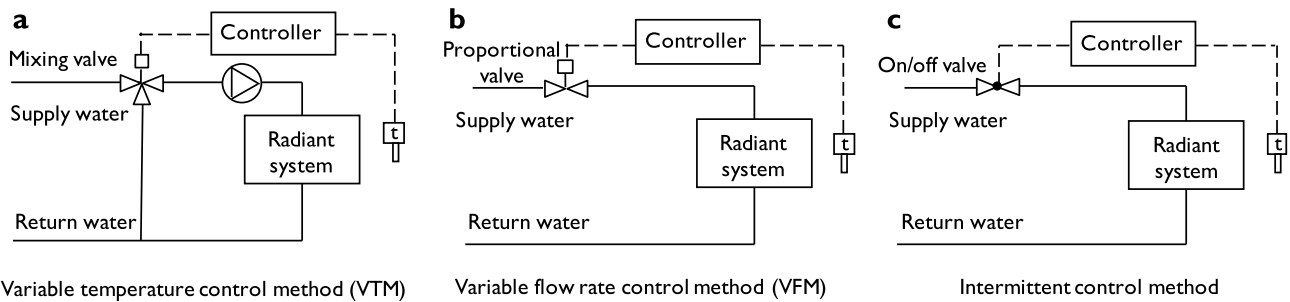 a
Controller
Mixing valve
Supply water
t
Radiant
system
Return water
Variable temperature control method (VTM)
b
Controller
Proportional
valve
Supply water
t
Radiant
system
Return water
Variable flow rate control method (VFM)
c
Controller
On/off valve
Supply water
t
Radiant
system
Return water
Intermittent control method